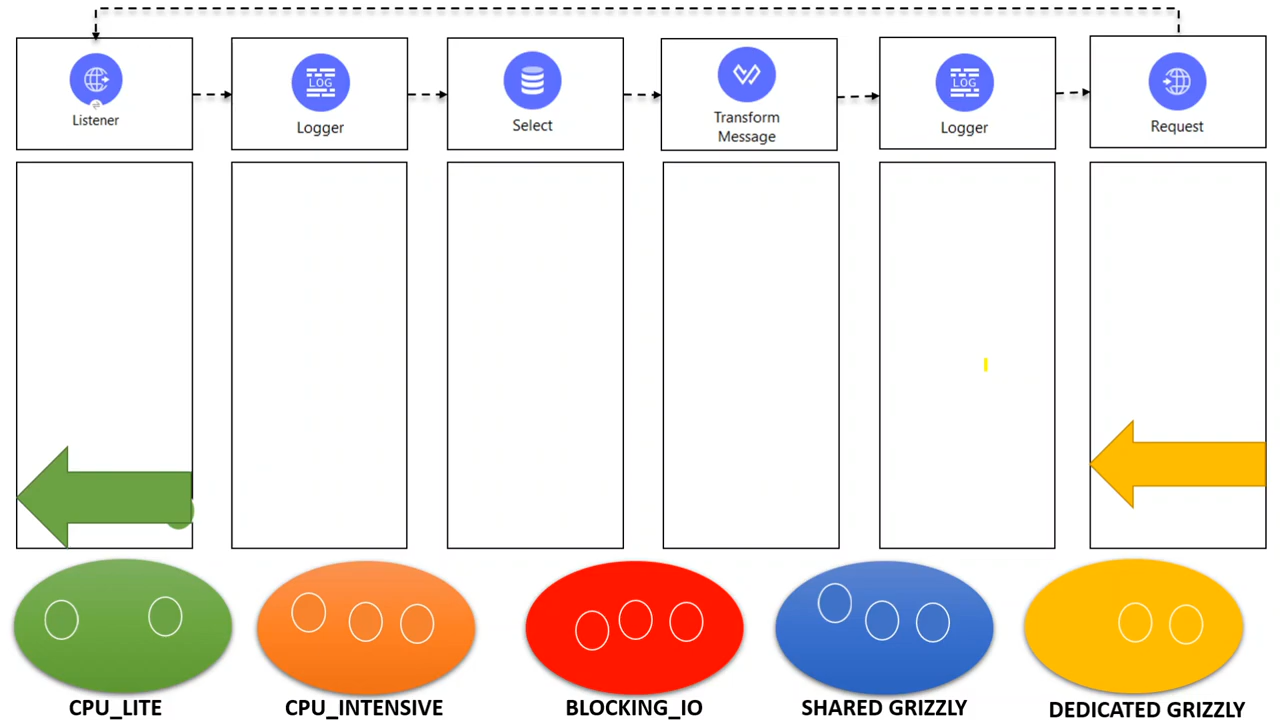 Listener
LOG
Logger
Select
Transform
Message
LOG
Logger
Request
CPU_LITE
CPU_INTENSIVE
BLOCKING_IO
SHARED GRIZZLY
DEDICATED GRIZZLY